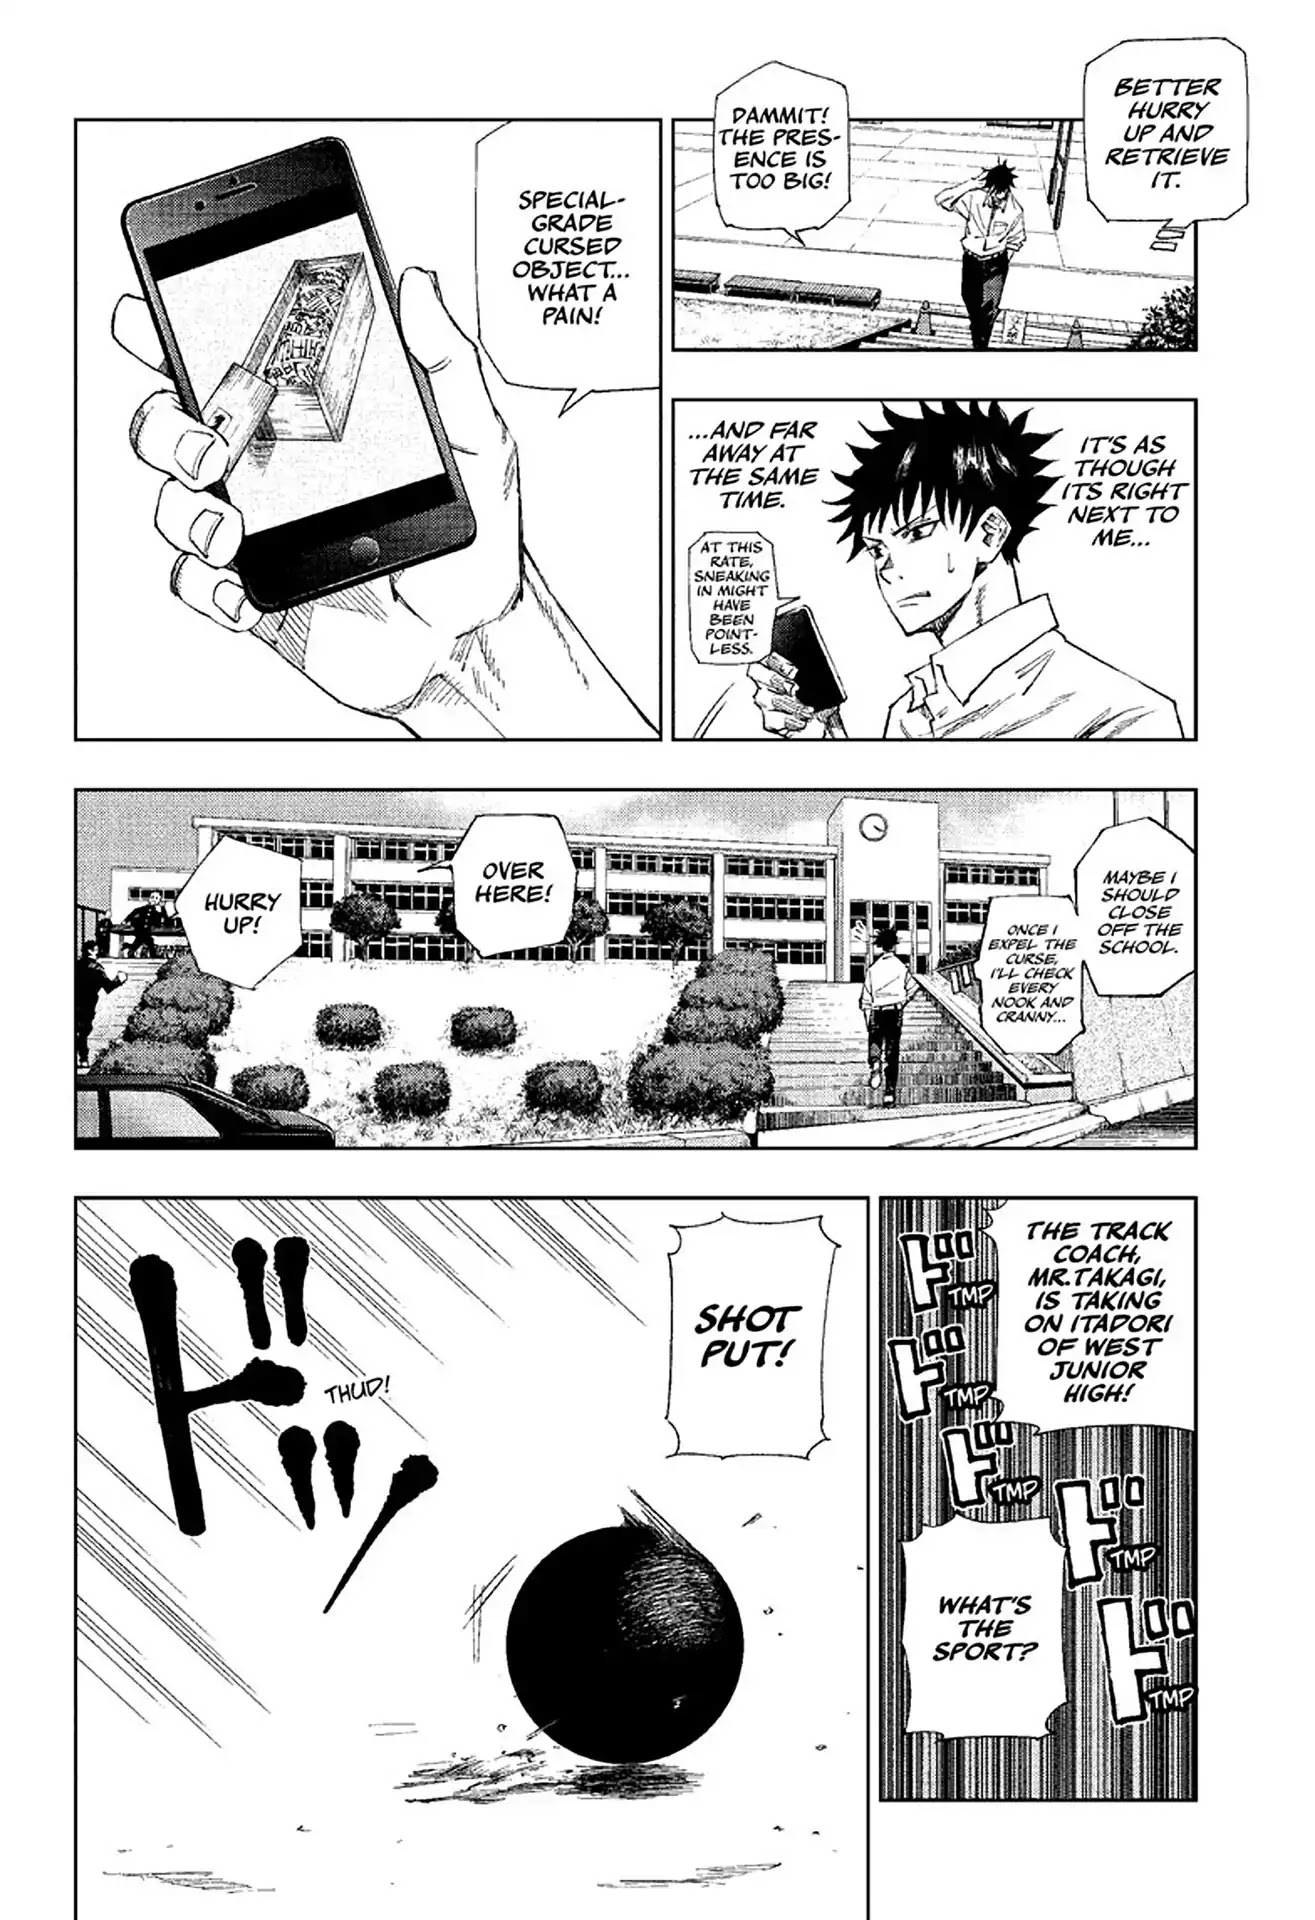 BETTER
HURRY
UP AND
RETRIEVE
IT.
DAMMIT!
THE PRES-
ENCE IS
TOO BIG!
SPECIAL-
GRADE
CURSED
OBJECT...
WHAT A
PAIN!
IT'S AS
THOUGH
ITS RIGHT
NEXT TO
ME...
...AND FAR
AWAY AT
THE SAME
TIME.
AT THIS
RATE,
SNEAKING
IN MIGHT
HAVE
BEEN
POINT-
LESS.
MAYBE I
SHOULD
CLOSE
OFF THE
SCHOOL.
ONCE I
EXPEL THE
CURSE,
I'LL CHECK
EVERY
NOOK AND
CRANNY...
OVER
HERE!
HURRY
UP!
THE TRACK
COACH,
MR.TAKAGI,
IS TAKING
ON ITADORI
OF WEST
JUNIOR
HIGH!
ドドドドド
TMP
TMP
TMP
TMP
TMP
WHAT'S
THE
SPORT?
SHOT
PUT!
ドッ
THUD!